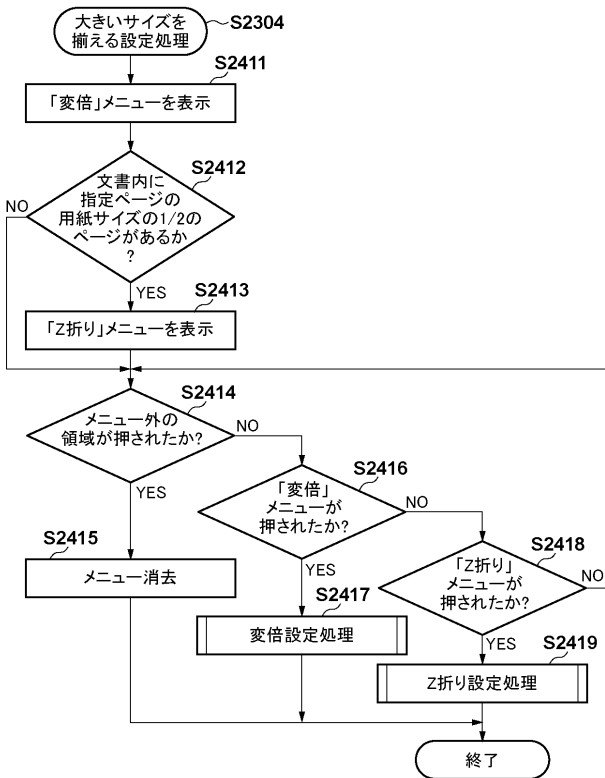 大きいサイズを
揃える設定処理
S2304
S2411
「変倍」メニューを表示
S2412
文書内に
指定ページの
用紙サイズの1/2の
ページがあるか
?
NO
YES
S2413
「Z折り」メニューを表示
S2414
メニュー外の
領域が押されたか?
NO
YES
S2416
「変倍」
メニューが
押されたか?
NO
YES
S2415
メニュー消去
S2418
「Z折り」
メニューが
押されたか?
NO
YES
S2417
変倍設定処理
S2419
Z折り設定処理
終了